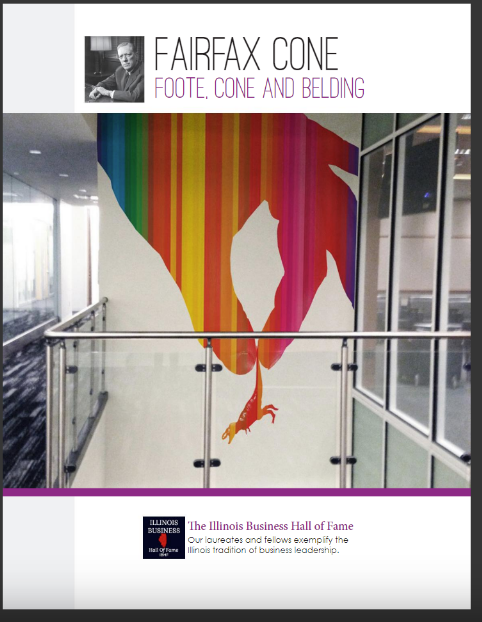 FAIRFAX CONE
FOOTE, CONE AND BELDING
ILLINOIS
BUSINESS
Hall Of Fame
The Illinois Business Hall of Fame
Our laureates and fellows exemplify the
Illinois tradition of business leadership.